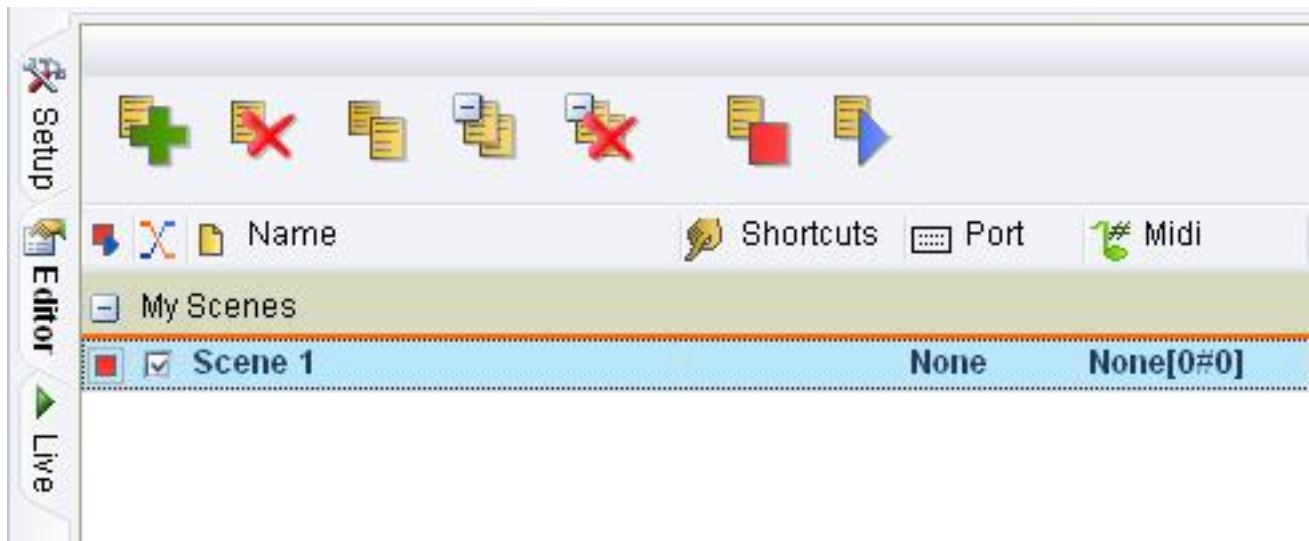 Setup
Editor
Live
Name Shortcuts Port Midi
My Scenes
Scene 1 None None[0#0]